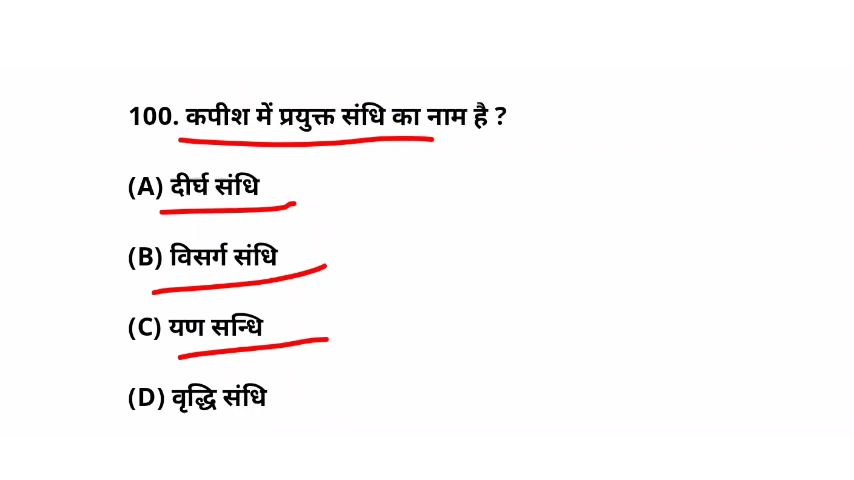 100. कपीश में प्रयुक्त संधि का नाम है ?
(A) दीर्घ संधि
(B) विसर्ग संधि
(C) यण सन्धि
(D) वृद्धि संधि